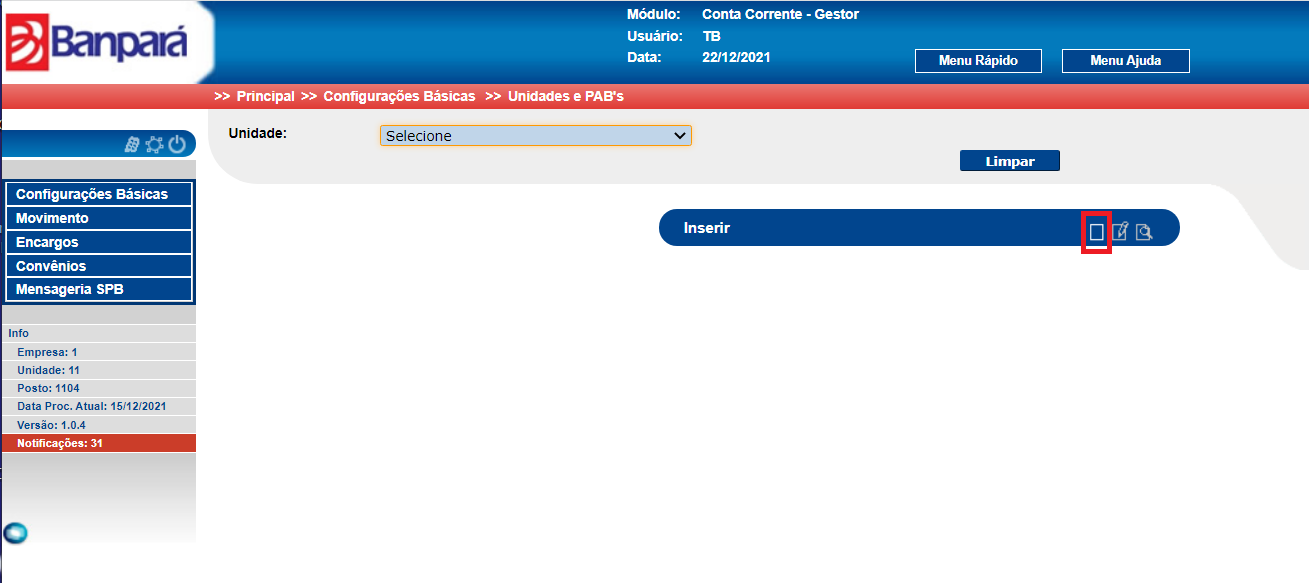 Banpará
Módulo: Conta Corrente - Gestor
Usuário: TB
Data: 22/12/2021
Menu Rápido
Menu Ajuda
>> Principal >> Configurações Básicas >> Unidades e PAB's
Unidade:
Selecione
Limpar
Inserir
Configurações Básicas
Movimento
Encargos
Convênios
Mensageria SPB
Info
Empresa: 1
Unidade: 11
Posto: 1104
Data Proc. Atual: 15/12/2021
Versão: 1.0.4
Notificações: 31